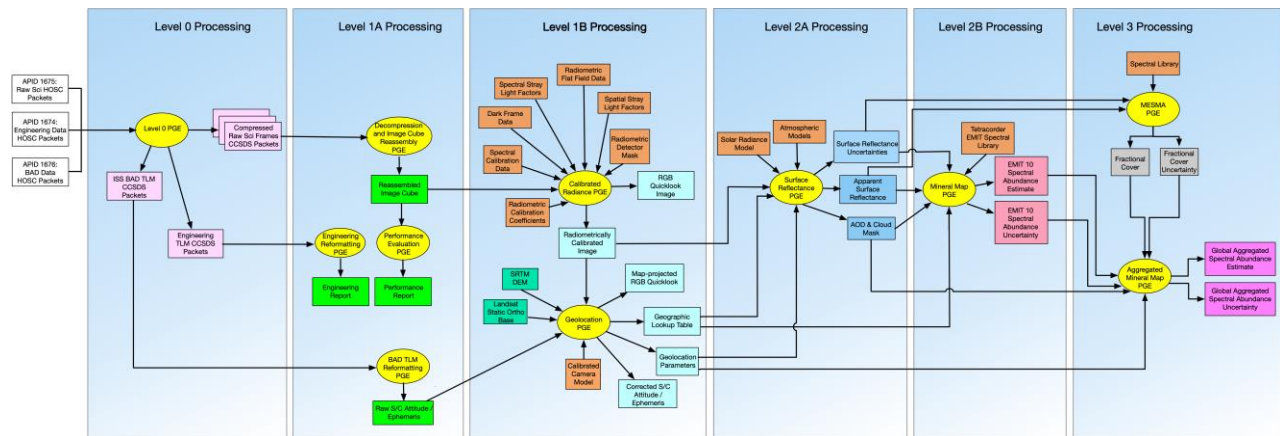 Level 0 Processing
Level 1A Processing
Level 1B Processing
Level 2A Processing
Level 2B Processing
Level 3 Processing
APID 1675:
Raw Sci HOSC
Packets
APID 1674:
Engineering Data
HOSC Packets
APID 1676:
BAD Data
HOSC Packets
Level 0 PGE
Compressed
Raw Sci Frames
CCSDS Packets
ISS BAD TLM
CCSDS
Packets
Engineering
TLM CCSDS
Packets
Decompression
and Image Cube
Reassembly
PGE
Reassembled
Image Cube
Engineering
Reformatting
PGE
Performance
Evaluation
PGE
Engineering
Report
Performance
Report
BAD TLM
Reformatting
PGE
Raw S/C Attitude /
Ephemeris
Spectral Stray
Light Factors
Radiometric
Flat Field Data
Spatial Stray
Light Factors
Dark Frame
Data
Radiometric
Detector
Mask
Spectral
Calibration
Data
Calibrated
Radiance PGE
RGB
Quicklook
Image
Radiometric
Calibration
Coefficients
Radiometrically
Calibrated
Image
SRTM
DEM
Map-projected
RGB Quicklook
Landsat
Static Ortho
Base
Geolocation
PGE
Geographic
Lookup Table
Calibrated
Camera
Model
Geolocation
Parameters
Corrected S/C
Attitude /
Ephemeris
Solar Radiance
Model
Atmospheric
Models
Surface
Reflectance
PGE
Surface
Reflectance
Uncertainties
Apparent
Surface
Reflectance
AOD & Cloud
Mask
Tetracorder
EMIT Spectral
Library
Mineral Map
PGE
EMIT 10
Spectral
Abundance
Estimate
EMIT 10
Spectral
Abundance
Uncertainty
Spectral Library
MESMA
PGE
Fractional
Cover
Fractional
Cover
Uncertainty
Aggregated
Mineral Map
PGE
Global Aggregated
Spectral Abundance
Estimate
Global Aggregated
Spectral Abundance
Uncertainty